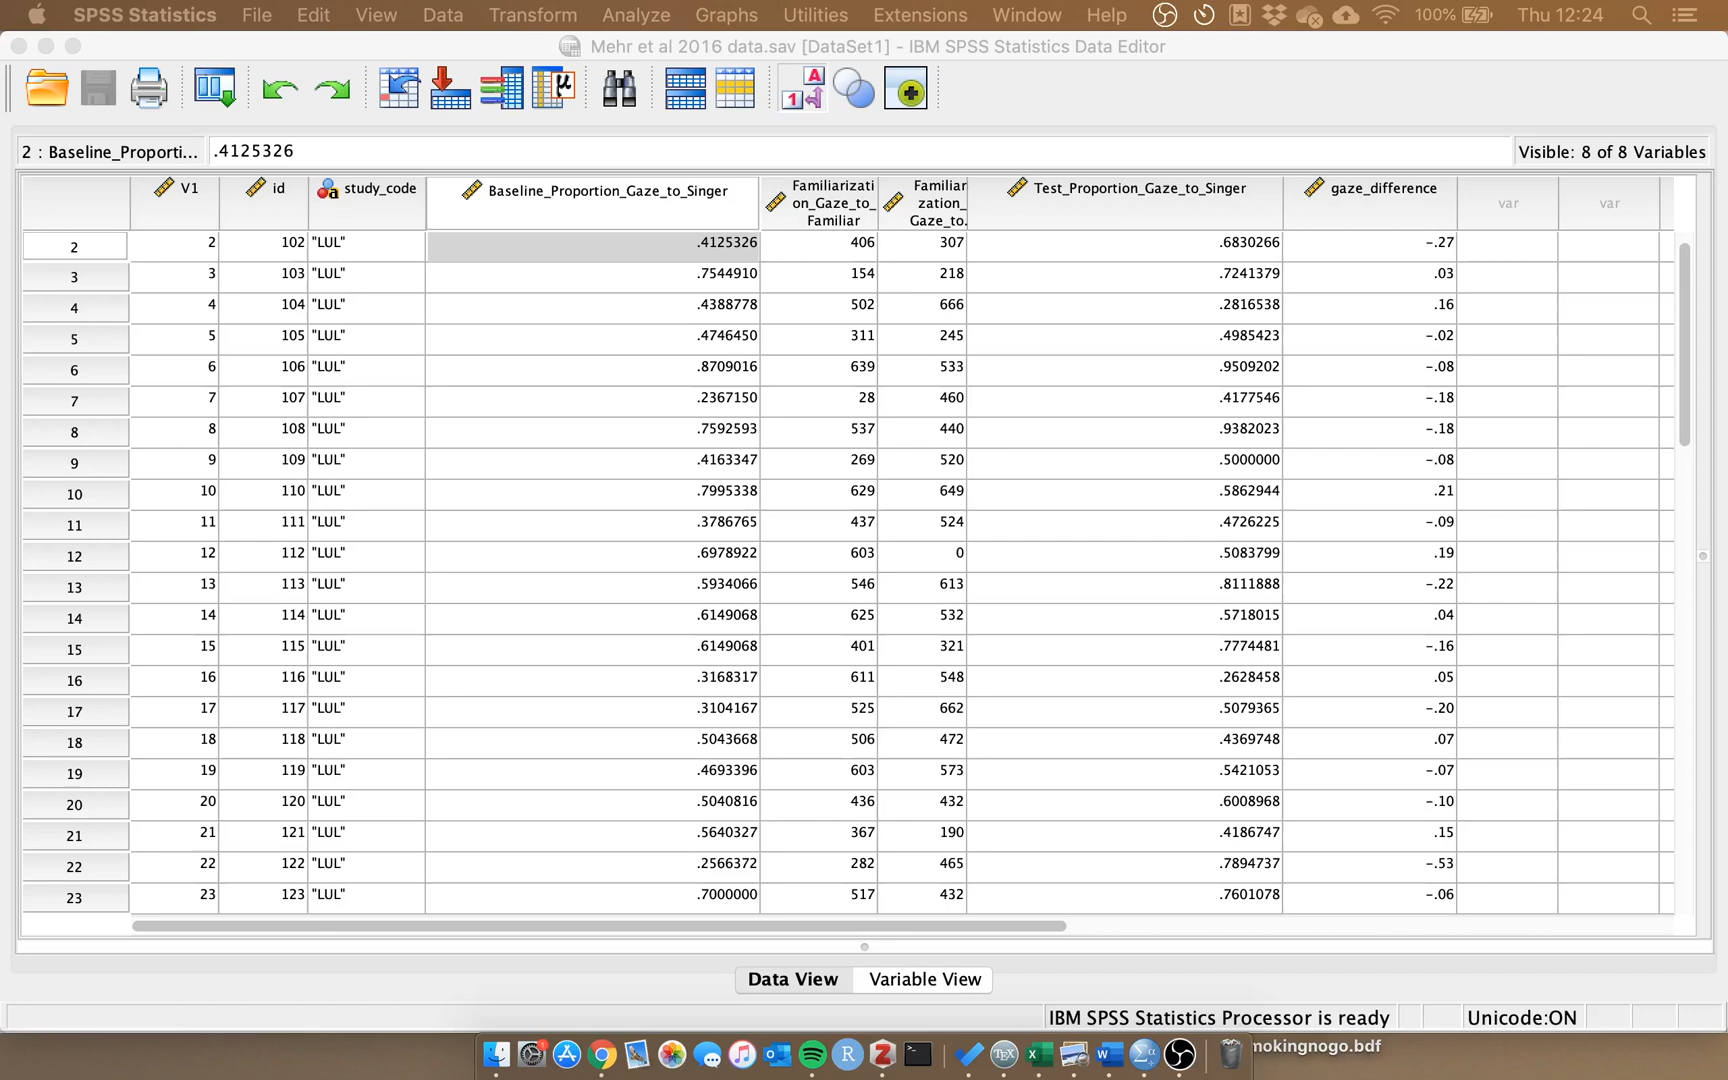 SPSS Statistics File Edit View Data Transform Analyze Graphs Utilities Extensions Window Help 100% Thu 12:24
Mehr et al 2016 data.sav [DataSet1] - IBM SPSS Statistics Data Editor
2 : Baseline_Proporti... .4125326 Visible: 8 of 8 Variables
V1 id study_code Baseline_Proportion_Gaze_to_Singer Familiarizati on_Gaze_to_ Familiar Familiar zation_ Gaze_to. Test_Proportion_Gaze_to_Singer gaze_difference var var
2 2 102 "LUL" .4125326 406 307 .6830266 -.27
3 3 103 "LUL" .7544910 154 218 .7241379 .03
4 4 104 "LUL" .4388778 502 666 .2816538 .16
5 5 105 "LUL" .4746450 311 245 .4985423 -.02
6 6 106 "LUL" .8709016 639 533 .9509202 -.08
7 7 107 "LUL" .2367150 28 460 .4177546 -.18
8 8 108 "LUL" .7592593 537 440 .9382023 -.18
9 9 109 "LUL" .4163347 269 520 .5000000 -.08
10 10 110 "LUL" .7995338 629 649 .5862944 .21
11 11 111 "LUL" .3786765 437 524 .4726225 -.09
12 12 112 "LUL" .6978922 603 0 .5083799 .19
13 13 113 "LUL" .5934066 546 613 .8111888 -.22
14 14 114 "LUL" .6149068 625 532 .5718015 .04
15 15 115 "LUL" .6149068 401 321 .7774481 -.16
16 16 116 "LUL" .3168317 611 548 .2628458 .05
17 17 117 "LUL" .3104167 525 662 .5079365 -.20
18 18 118 "LUL" .5043668 506 472 .4369748 .07
19 19 119 "LUL" .4693396 603 573 .5421053 -.07
20 20 120 "LUL" .5040816 436 432 .6008968 -.10
21 21 121 "LUL" .5640327 367 190 .4186747 .15
22 22 122 "LUL" .2566372 282 465 .7894737 -.53
23 23 123 "LUL" .7000000 517 432 .7601078 -.06
Data View Variable View
IBM SPSS Statistics Processor is ready Unicode:ON
mokingnogo.bdf